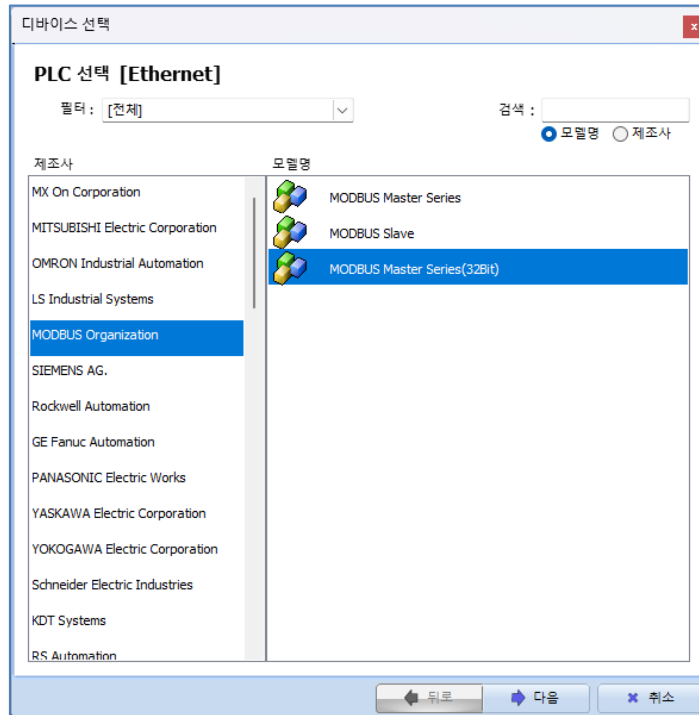 디바이스 선택
x
PLC 선택 [Ethernet]
필터 : [전체]
검색 :
모델명 제조사
제조사
MX On Corporation
MITSUBISHI Electric Corporation
OMRON Industrial Automation
LS Industrial Systems
MODBUS Organization
SIEMENS AG.
Rockwell Automation
GE Fanuc Automation
PANASONIC Electric Works
YASKAWA Electric Corporation
YOKOGAWA Electric Corporation
Schneider Electric Industries
KDT Systems
RS Automation
모델명
MODBUS Master Series
MODBUS Slave
MODBUS Master Series(32Bit)
뒤로
다음
취소